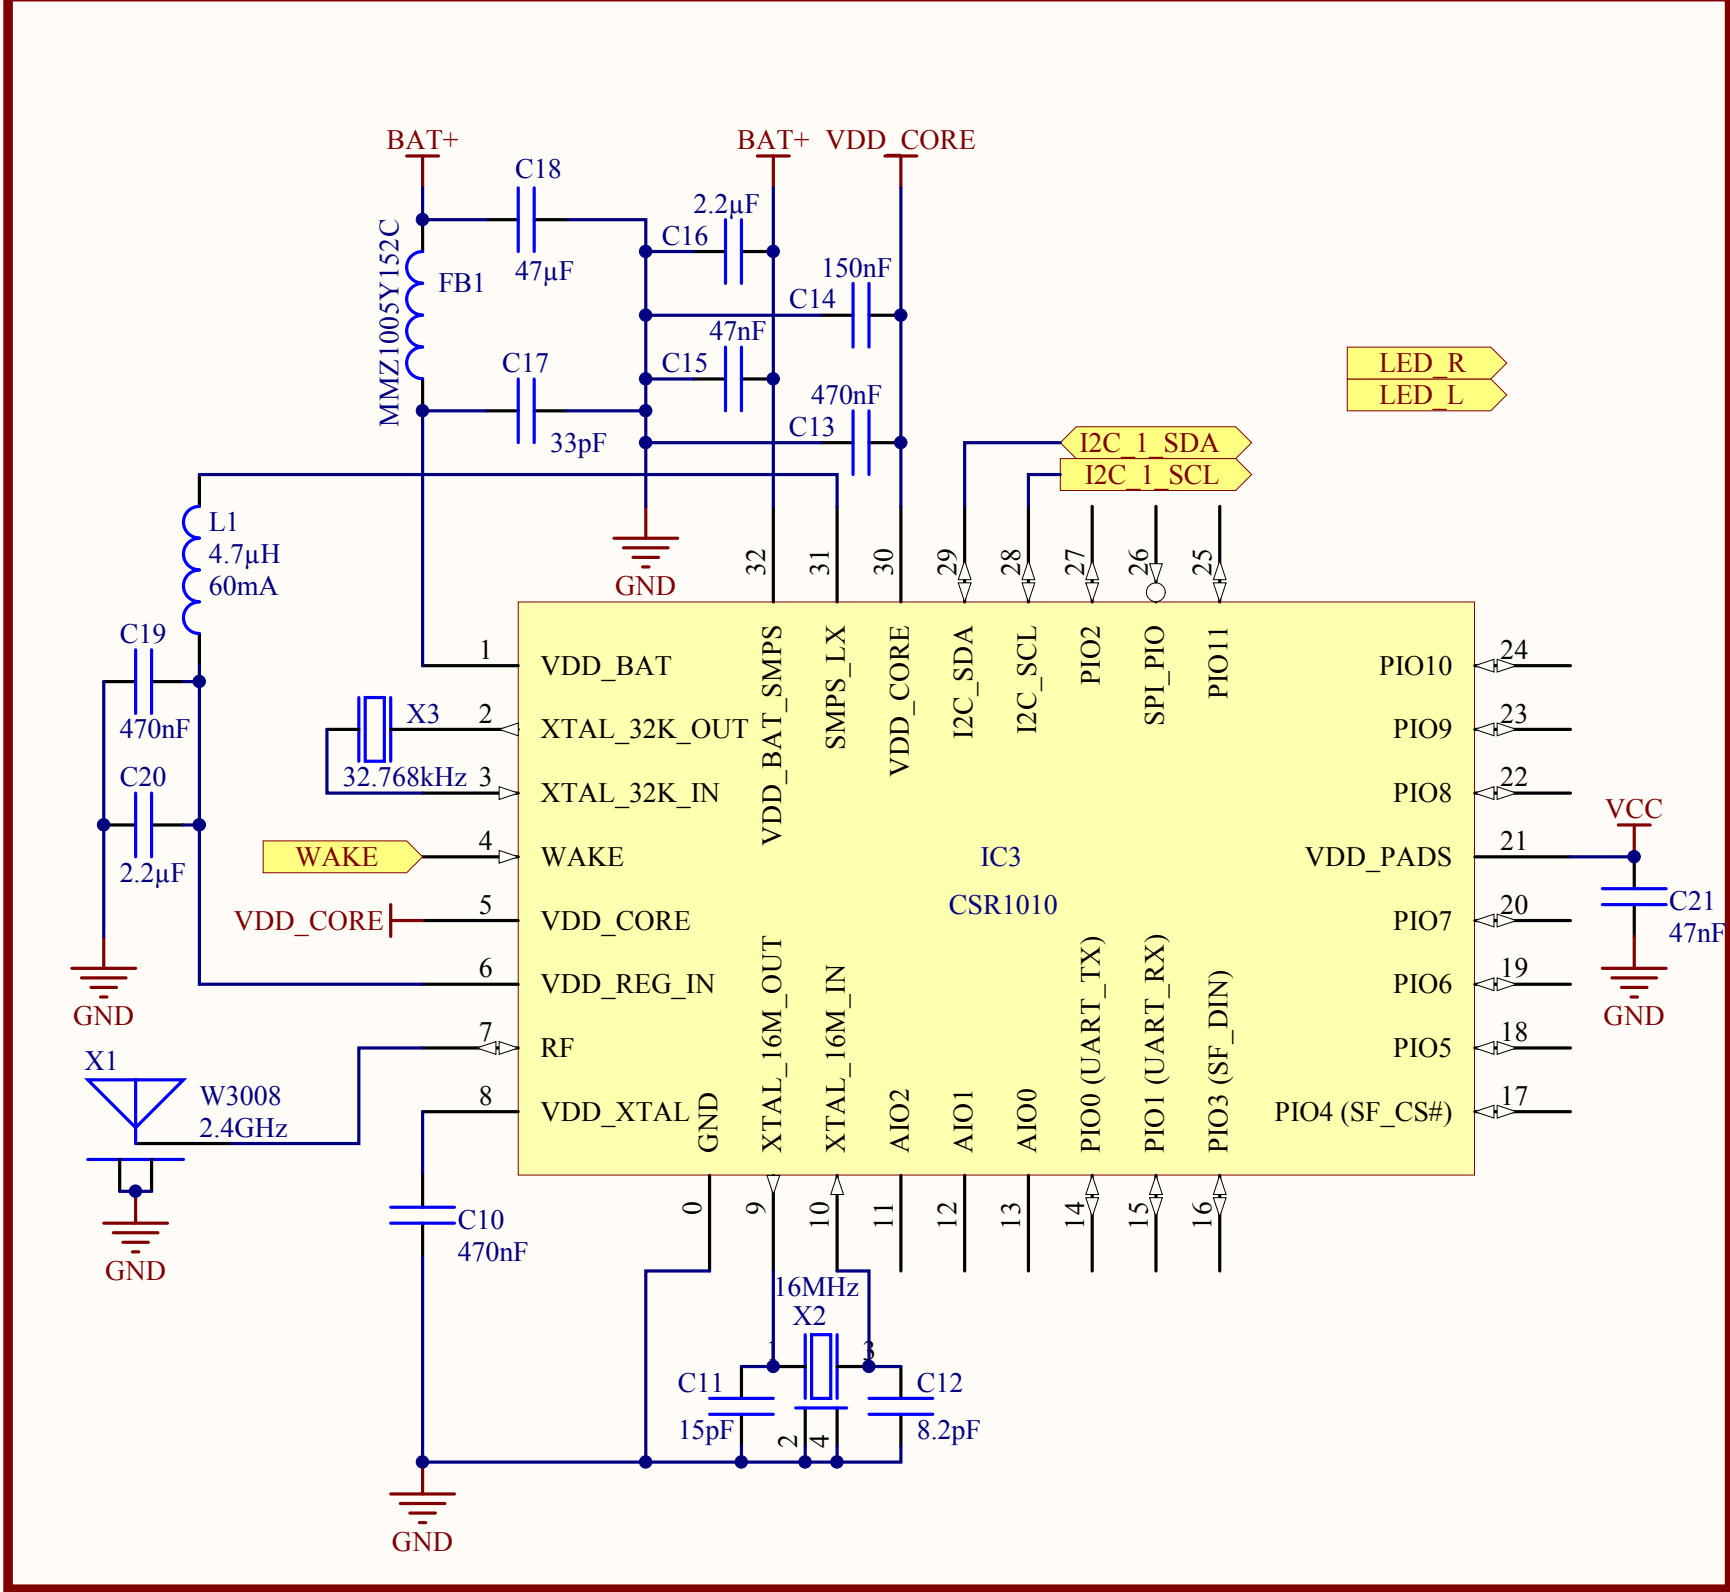 BAT+
BAT+
VDD_CORE
C18
47µF
MMZ1005Y152C
FB1
C17
33pF
2.2µF
C16
150nF
C14
47nF
C15
470nF
C13
LED_R
LED_L
I2C_1_SDA
I2C_1_SCL
GND
L1
4.7µH
60mA
32
31
30
29
28
27
26
25
VDD_BAT_SMPS
SMPS_LX
VDD_CORE
I2C_SDA
I2C_SCL
PIO2
SPI_PIO
PIO11
C19
470nF
C20
2.2µF
GND
X3
32.768kHz
WAKE
VDD_CORE
1
VDD_BAT
2
XTAL_32K_OUT
3
XTAL_32K_IN
4
WAKE
5
VDD_CORE
6
VDD_REG_IN
7
RF
8
VDD_XTAL
IC3
CSR1010
PIO10
24
PIO9
23
PIO8
22
VDD_PADS
21
PIO7
20
PIO6
19
PIO5
18
PIO4 (SF_CS#)
17
VCC
C21
47nF
GND
X1
W3008
2.4GHz
GND
GND
XTAL_16M_OUT
XTAL_16M_IN
AIO2
AIO1
AIO0
PIO0 (UART_TX)
PIO1 (UART_RX)
PIO3 (SF_DIN)
0
9
10
11
12
13
14
15
16
C10
470nF
16MHz
X2
1
3
C11
15pF
2
4
C12
8.2pF
GND